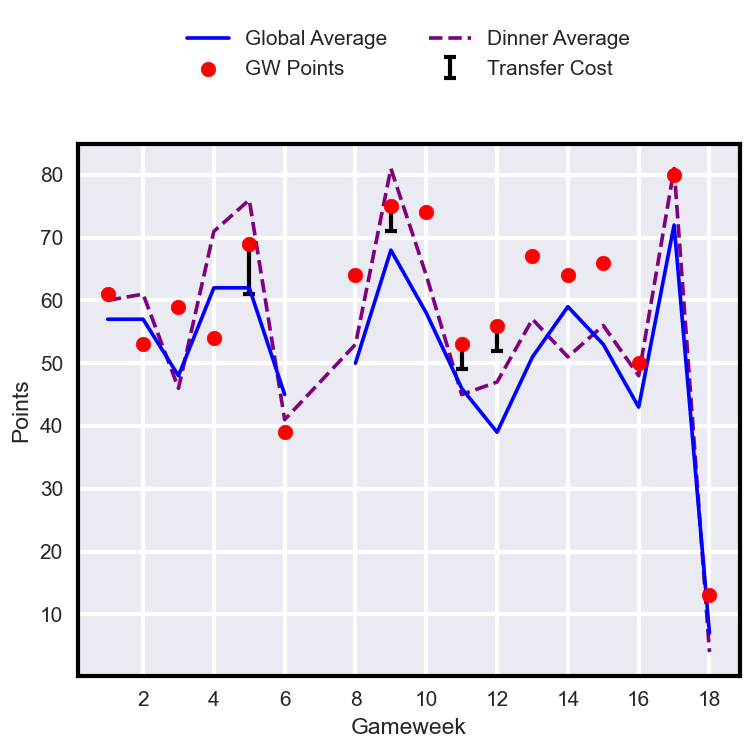 Global Average
Dinner Average
GW Points
Transfer Cost
80
70
60
50
40
30
20
10
Points
2 4 6 8 10 12 14 16 18
Gameweek